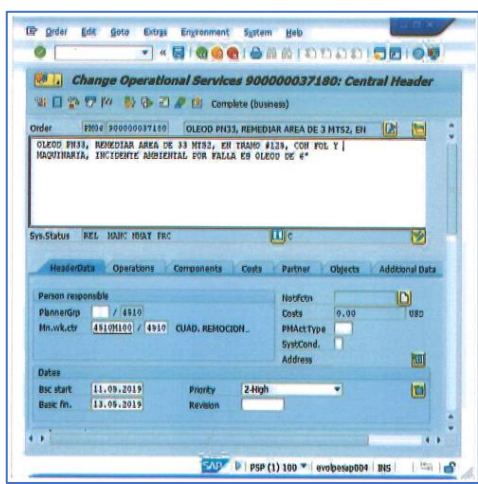 Order Edit Goto Extras Environment System Help
Change Operational Services 900000037180: Central Header
Complete (business)
Order PM04 900000037180 OLEOD PN33, REMEDIAR AREA DE 3 MTS2, EN
OLEOD PN33, REMEDIAR AREA DE 33 MTS2, EN TRAMO #128, CON POL Y
MAQUINARIA, INCIDENTE AMBIENTAL POR FALLA EN OLEOD DE 6"
Sys.Status REL MANC NMAT PRC
HeaderData Operations Components Costs Partner Objects Additional Data
Person responsible
PlannerGrp / 4510
Mn.wk.ctr 4510M100 / 4510 CUAD. REMOCION_
Notfctn
Costs 0.00 USD
PMActType
SystCond.
Address
Dates
Bsc start 11.09.2019 Priority 2-High
Basic fin. 13.09.2019 Revision
SAP PSP (1) 100 evolpesap004 INS